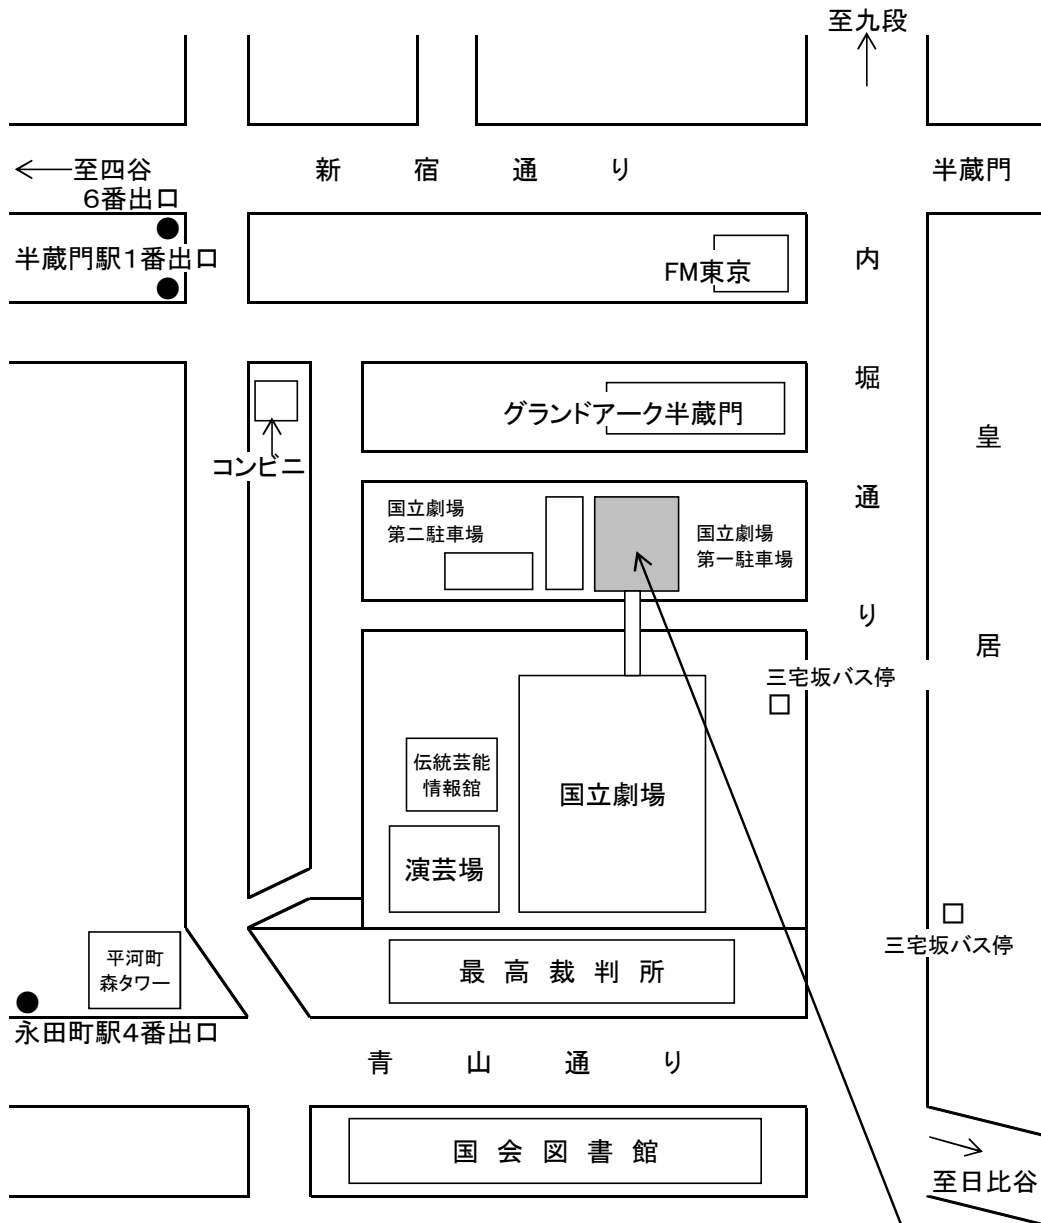 至九段
至四谷
新宿通り
半蔵門
6番出口
半蔵門駅1番出口
FM東京
内堀通り
グランドアーク半蔵門
皇居
コンビニ
国立劇場
第二駐車場
国立劇場
第一駐車場
三宅坂バス停
伝統芸能
情報舘
国立劇場
演芸場
三宅坂バス停
平河町
森タワー
最高裁判所
永田町駅4番出口
青山通り
国会図書館
至日比谷